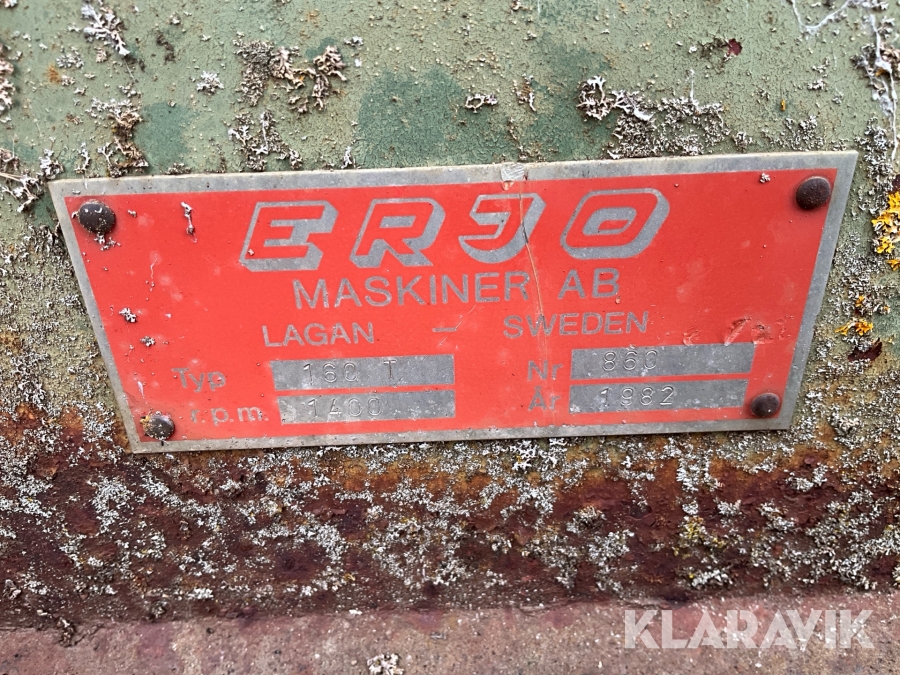 ERJO
MASKINER AB
LAGAN – SWEDEN
Typ 160 T Nr 860
r.p.m. 1400 År 1982
KLARAVIK